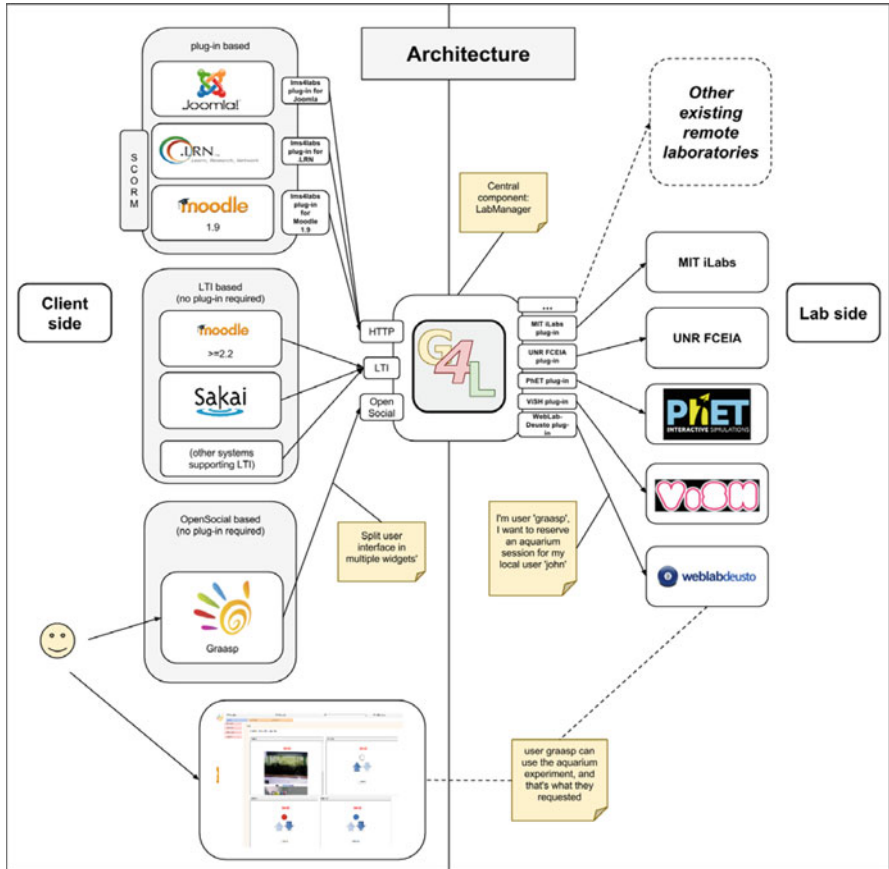 Architecture
Client
side
Lab side
plug-in based
Joomla!
lms4labs
plug-in for
Joomla
SCORM
.LRN
Learn, Research, Network
lms4labs
plug-in for
.LRN
moodle
1.9
lms4labs
plug-in
for
Moodle
1.9
LTI based
(no plug-in required)
moodle
>=2.2
Sakai
(other systems
supporting LTI)
OpenSocial based
(no plug-in required)
Graasp
HTTP
LTI
Open
Social
G4L
Central
component:
LabManager
...
MIT iLabs
plug-in
UNR FCEIA
plug-in
PhET plug-in
ViSH plug-in
WebLab-
Deusto plug-
in
Split user
interface in
multiple widgets'
I'm user 'graasp',
I want to reserve
an aquarium
session for my
local user 'john'
Other
existing
remote
laboratories
MIT iLabs
UNR FCEIA
PhET
INTERACTIVE SIMULATIONS
ViSH
weblabdeusto
user graasp can
use the aquarium
experiment, and
that's what they
requested